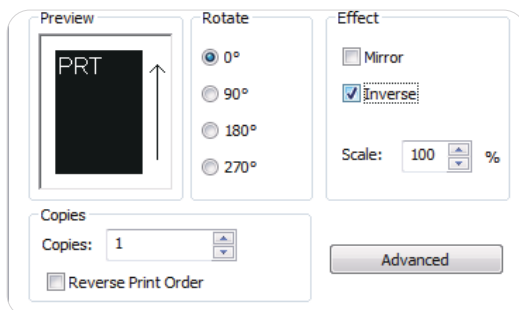 Preview
PRT
Rotate
0°
90°
180°
270°
Effect
Mirror
Inverse
Scale: 100 %
Copies
Copies: 1
Reverse Print Order
Advanced